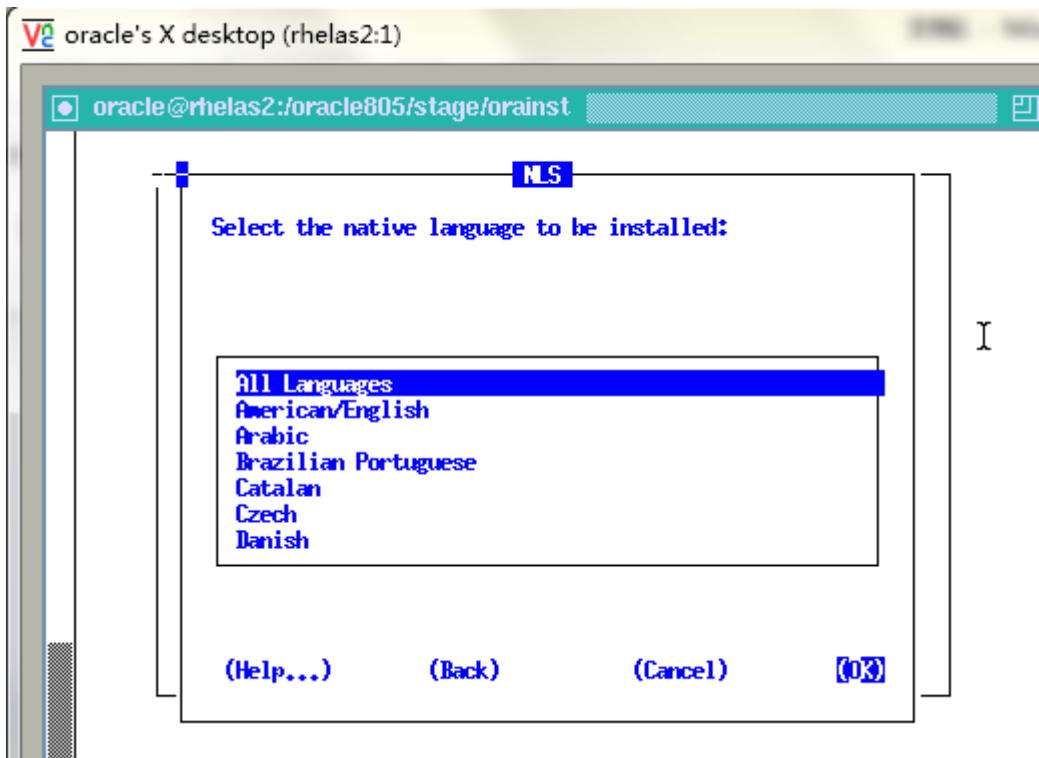 oracle's X desktop (rhelas2:1)
oracle@rhelas2:/oracle805/stage/orainst
NLS
Select the native language to be installed:
All Languages
American/English
Arabic
Brazilian Portuguese
Catalan
Czech
Danish
(Help...) (Back) (Cancel) (OK)